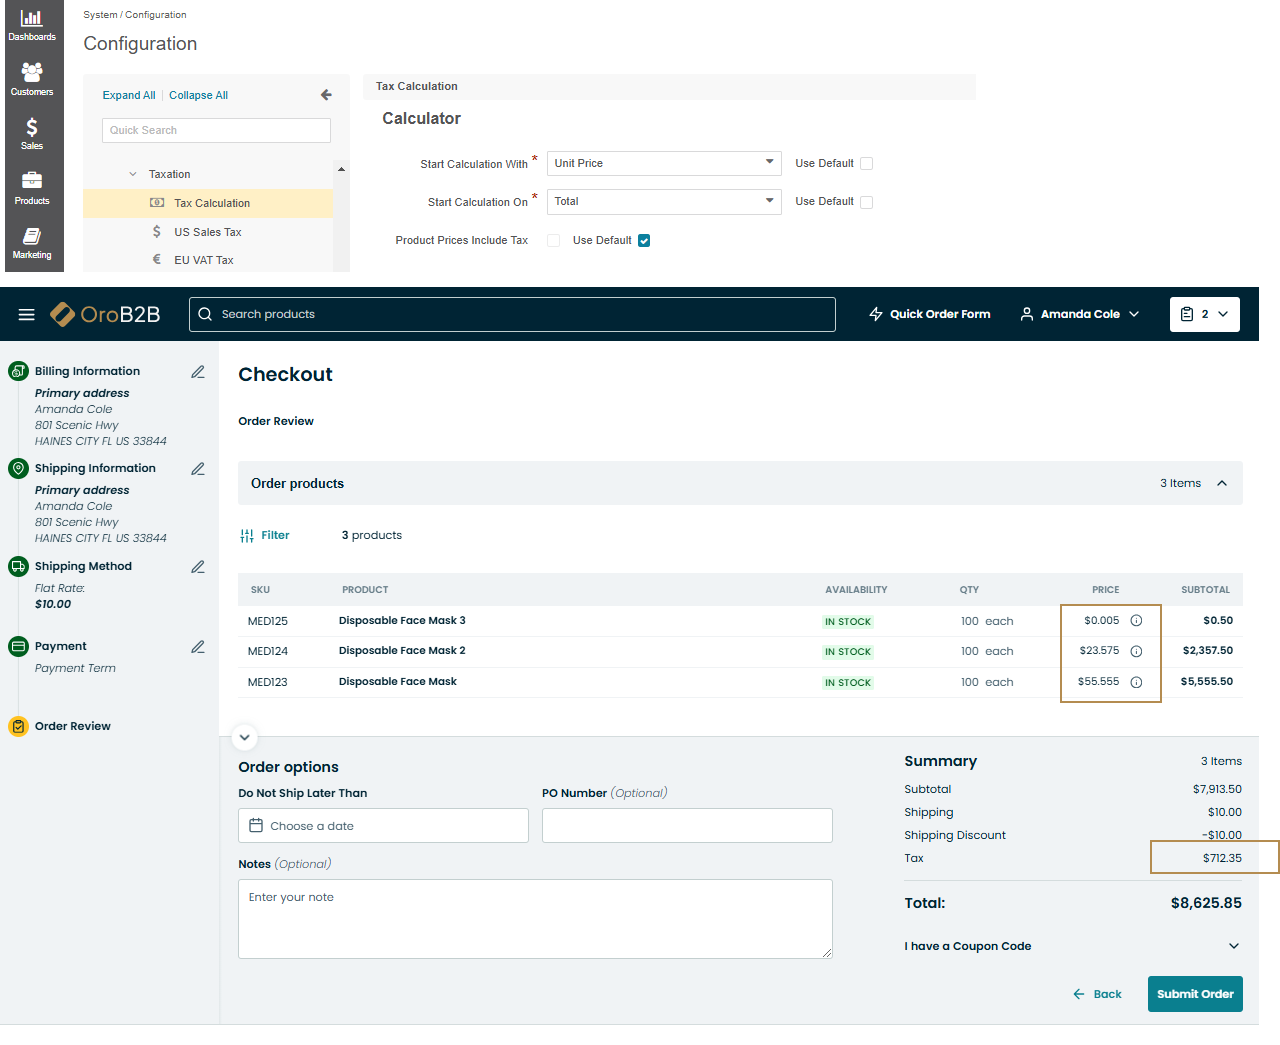 System / Configuration
Configuration
Dashboards
Customers
Sales
Products
Marketing
Expand All | Collapse All
Quick Search
Taxation
Tax Calculation
US Sales Tax
EU VAT Tax
Tax Calculation
Calculator
Start Calculation With * Unit Price Use Default
Start Calculation On * Total Use Default
Product Prices Include Tax Use Default
OroB2B Search products Quick Order Form Amanda Cole 2
Billing Information
Primary address
Amanda Cole
801 Scenic Hwy
HAINES CITY FL US 33844
Shipping Information
Primary address
Amanda Cole
801 Scenic Hwy
HAINES CITY FL US 33844
Shipping Method
Flat Rate:
$10.00
Payment
Payment Term
Order Review
Checkout
Order Review
Order products 3 Items
Filter 3 products
SKU PRODUCT AVAILABILITY QTY PRICE SUBTOTAL
MED125 Disposable Face Mask 3 IN STOCK 100 each $0.005 $0.50
MED124 Disposable Face Mask 2 IN STOCK 100 each $23.575 $2,357.50
MED123 Disposable Face Mask IN STOCK 100 each $55.555 $5,555.50
Order options
Do Not Ship Later Than PO Number (Optional)
Choose a date
Notes (Optional)
Enter your note
Summary 3 Items
Subtotal $7,913.50
Shipping $10.00
Shipping Discount -$10.00
Tax $712.35
Total: $8,625.85
I have a Coupon Code
Back Submit Order